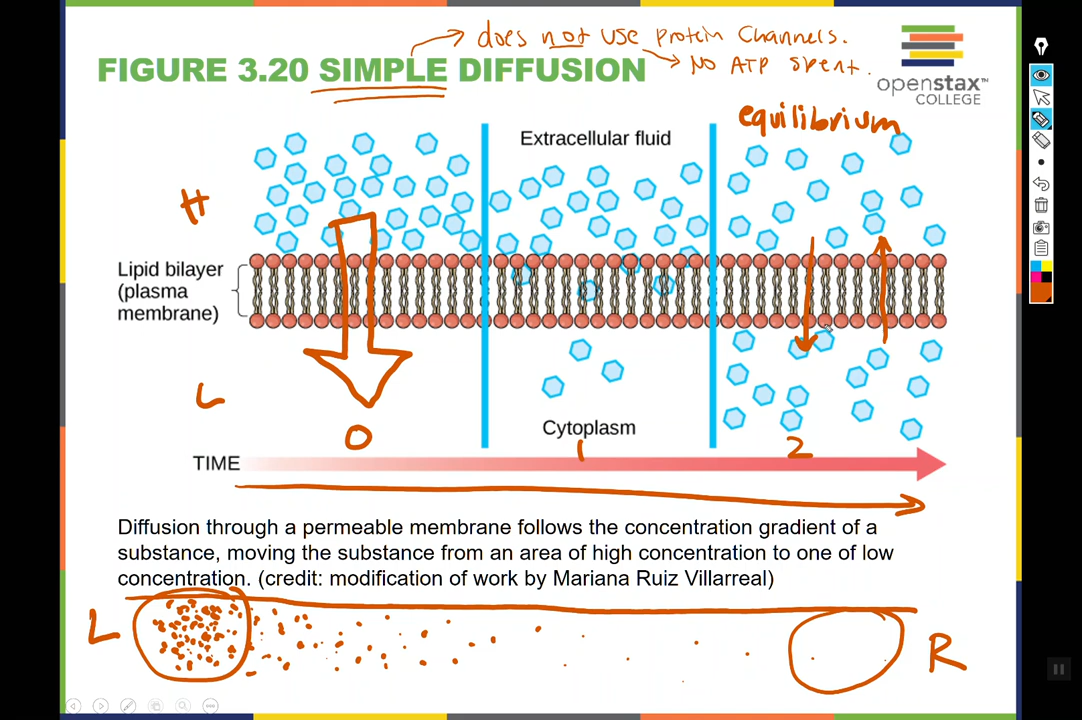 does not use Protein Channels.
FIGURE 3.20 SIMPLE DIFFUSION
No ATP spent.
openstax™
COLLEGE
equilibrium
Extracellular fluid
H
Lipid bilayer
(plasma
membrane)
L
Cytoplasm
0
1
2
TIME
Diffusion through a permeable membrane follows the concentration gradient of a
substance, moving the substance from an area of high concentration to one of low
concentration. (credit: modification of work by Mariana Ruiz Villarreal)
L
R